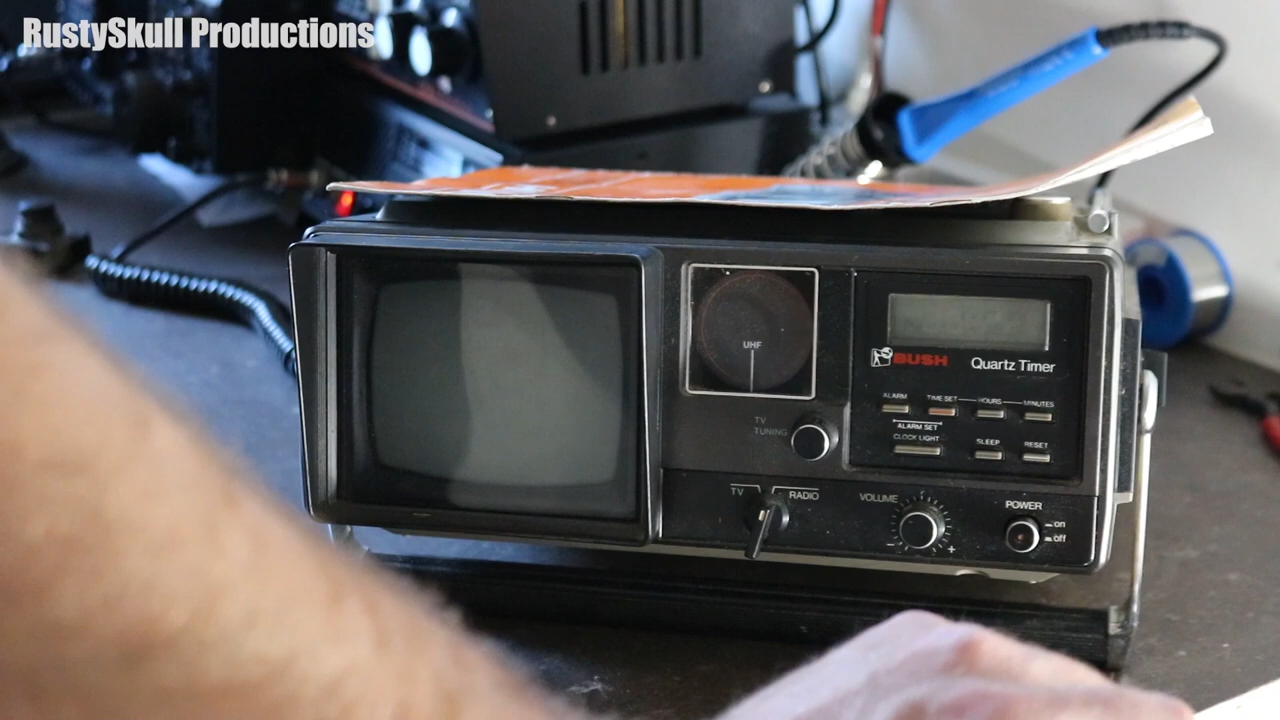 RustySkull Productions
UHF
BUSH
Quartz Timer
ALARM TIME SET HOURS MINUTES
ALARM SET
CLOCK LIGHT SLEEP RESET
TV TUNING
TV RADIO
VOLUME
- +
POWER
on
off